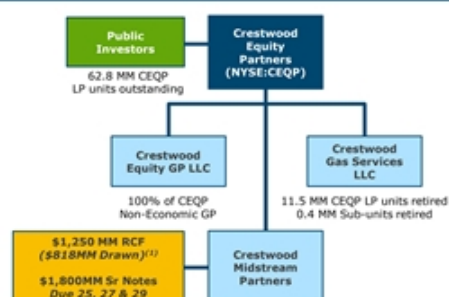 Public
Investors
Crestwood
Equity
Partners
(NYSE:CEQP)
62.8 MM CEQP
LP units outstanding
Crestwood
Equity GP LLC
Crestwood
Gas Services
LLC
100% of CEQP
Non-Economic GP
11.5 MM CEQP LP units retired
0.4 MM Sub-units retired
$1,250 MM RCF
($818MM Drawn)(1)
$1,800MM Sr Notes
Due 25, 27 & 29
Crestwood
Midstream
Partners